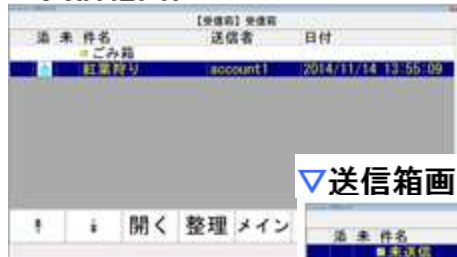 【受信箱】受信箱
添 未 件名 送信者 日付
ごみ箱
紅葉狩り account1 2014/11/14 13:55:09
▽送信箱画
↑ ↓ 開く 整理 メイン
添 未 件名
■未送信